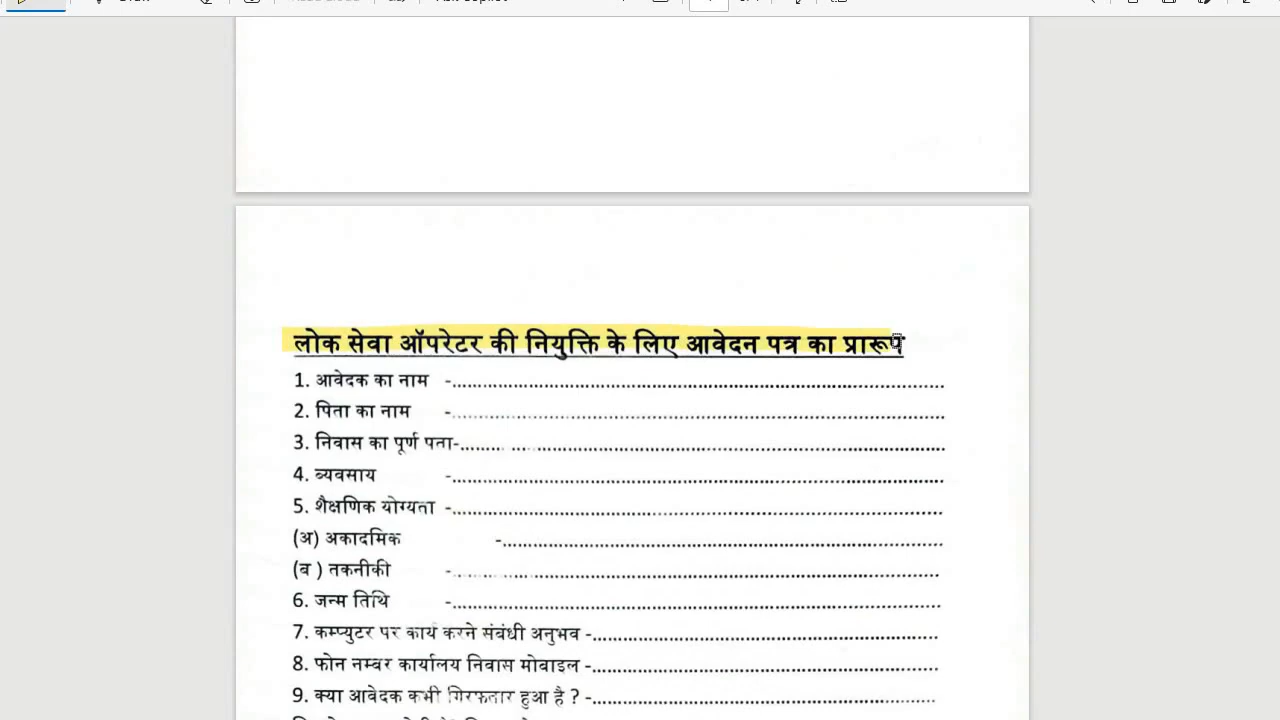 लोक सेवा ऑपरेटर की नियुक्ति के लिए आवेदन पत्र का प्रारूप
1. आवेदक का नाम -....................................................................................
2. पिता का नाम -....................................................................................
3. निवास का पूर्ण पता-....................................................................................
4. व्यवसाय -....................................................................................
5. शैक्षणिक योग्यता -....................................................................................
(अ) अकादमिक -............................................................................
(ब ) तकनीकी -....................................................................................
6. जन्म तिथि -....................................................................................
7. कम्प्युटर पर कार्य करने संबंधी अनुभव -............................................................
8. फोन नम्बर कार्यालय निवास मोबाइल -............................................................
9. क्या आवेदक कभी गिरफतार हुआ है ? -............................................................